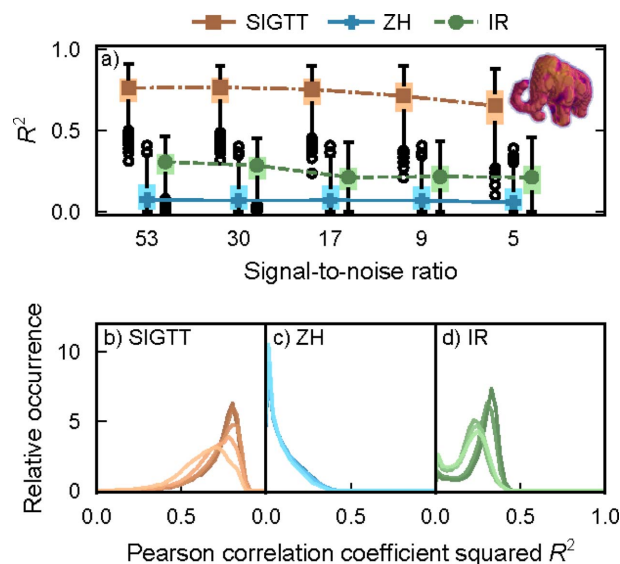 SIGTT ZH IR
a)
1.0
0.5
0.0
R²
53 30 17 9 5
Signal-to-noise ratio
b) SIGTT c) ZH d) IR
10
5
0
Relative occurrence
0.0 0.5 0.0 0.5 0.0 0.5 1.0
Pearson correlation coefficient squared R²